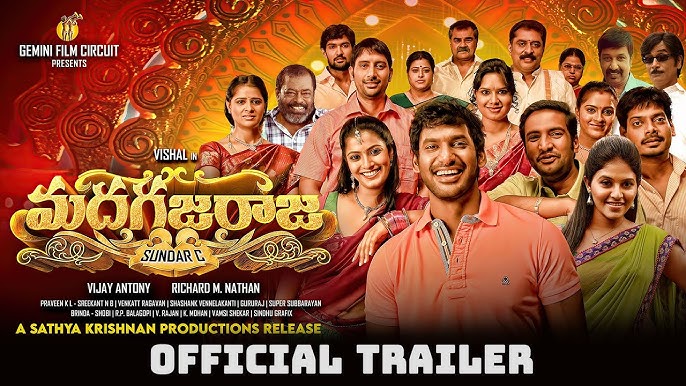 GEMINI FILM CIRCUIT
PRESENTS
VISHAL IN
మదగజరాజ
SUNDAR C
VIJAY ANTONY RICHARD M. NATHAN
PRAVEEN K L - SREEKANT N B | VENKATT RAGAVAN | SHASHANK VENNELAKANTI | GURURAJ | SUPER SUBBARAYAN
BRINDA - SHOBI | R.P. BALAGOPI | V. RAJAN | K. MOHAN | VAMSI SHEKAR | SINDHU GRAFIX
A SATHYA KRISHNAN PRODUCTIONS RELEASE
OFFICIAL TRAILER